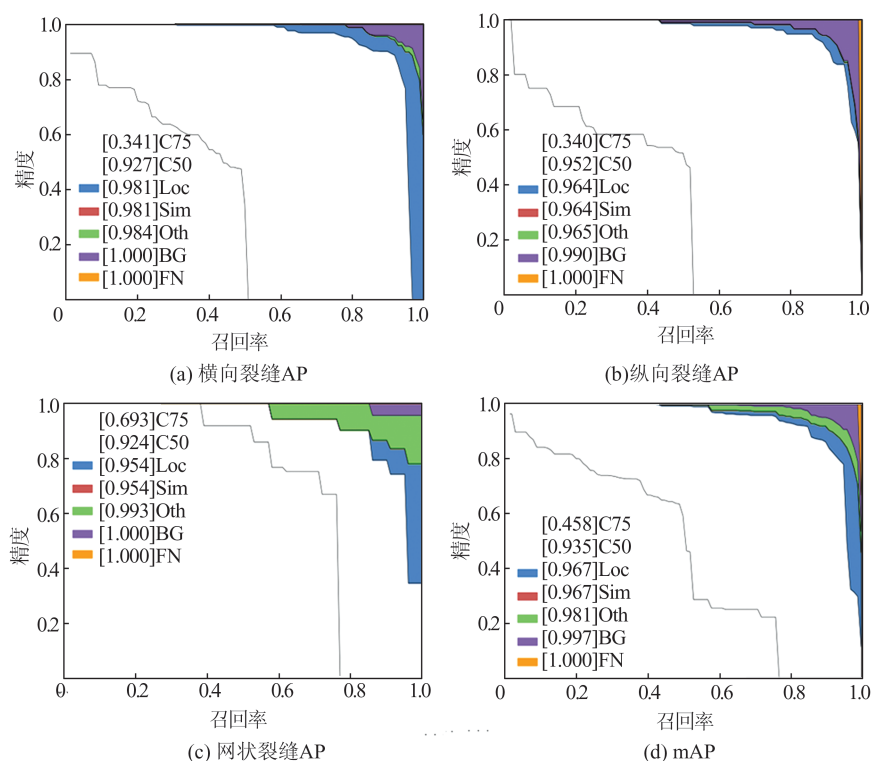 1.0
0.8
0.6
0.4
0.2
精度
[0.341]C75
[0.927]C50
[0.981]Loc
[0.981]Sim
[0.984]Oth
[1.000]BG
[1.000]FN
0 0.2 0.4 0.6 0.8 1.0
召回率
(a) 横向裂缝AP
1.0
0.8
0.6
0.4
0.2
精度
[0.340]C75
[0.952]C50
[0.964]Loc
[0.964]Sim
[0.965]Oth
[0.990]BG
[1.000]FN
0 0.2 0.4 0.6 0.8 1.0
召回率
(b)纵向裂缝AP
1.0
0.8
0.6
0.4
0.2
精度
[0.693]C75
[0.924]C50
[0.954]Loc
[0.954]Sim
[0.993]Oth
[1.000]BG
[1.000]FN
0 0.2 0.4 0.6 0.8 1.0
召回率
(c) 网状裂缝AP
1.0
0.8
0.6
0.4
0.2
精度
[0.458]C75
[0.935]C50
[0.967]Loc
[0.967]Sim
[0.981]Oth
[0.997]BG
[1.000]FN
0 0.2 0.4 0.6 0.8 1.0
召回率
(d) mAP